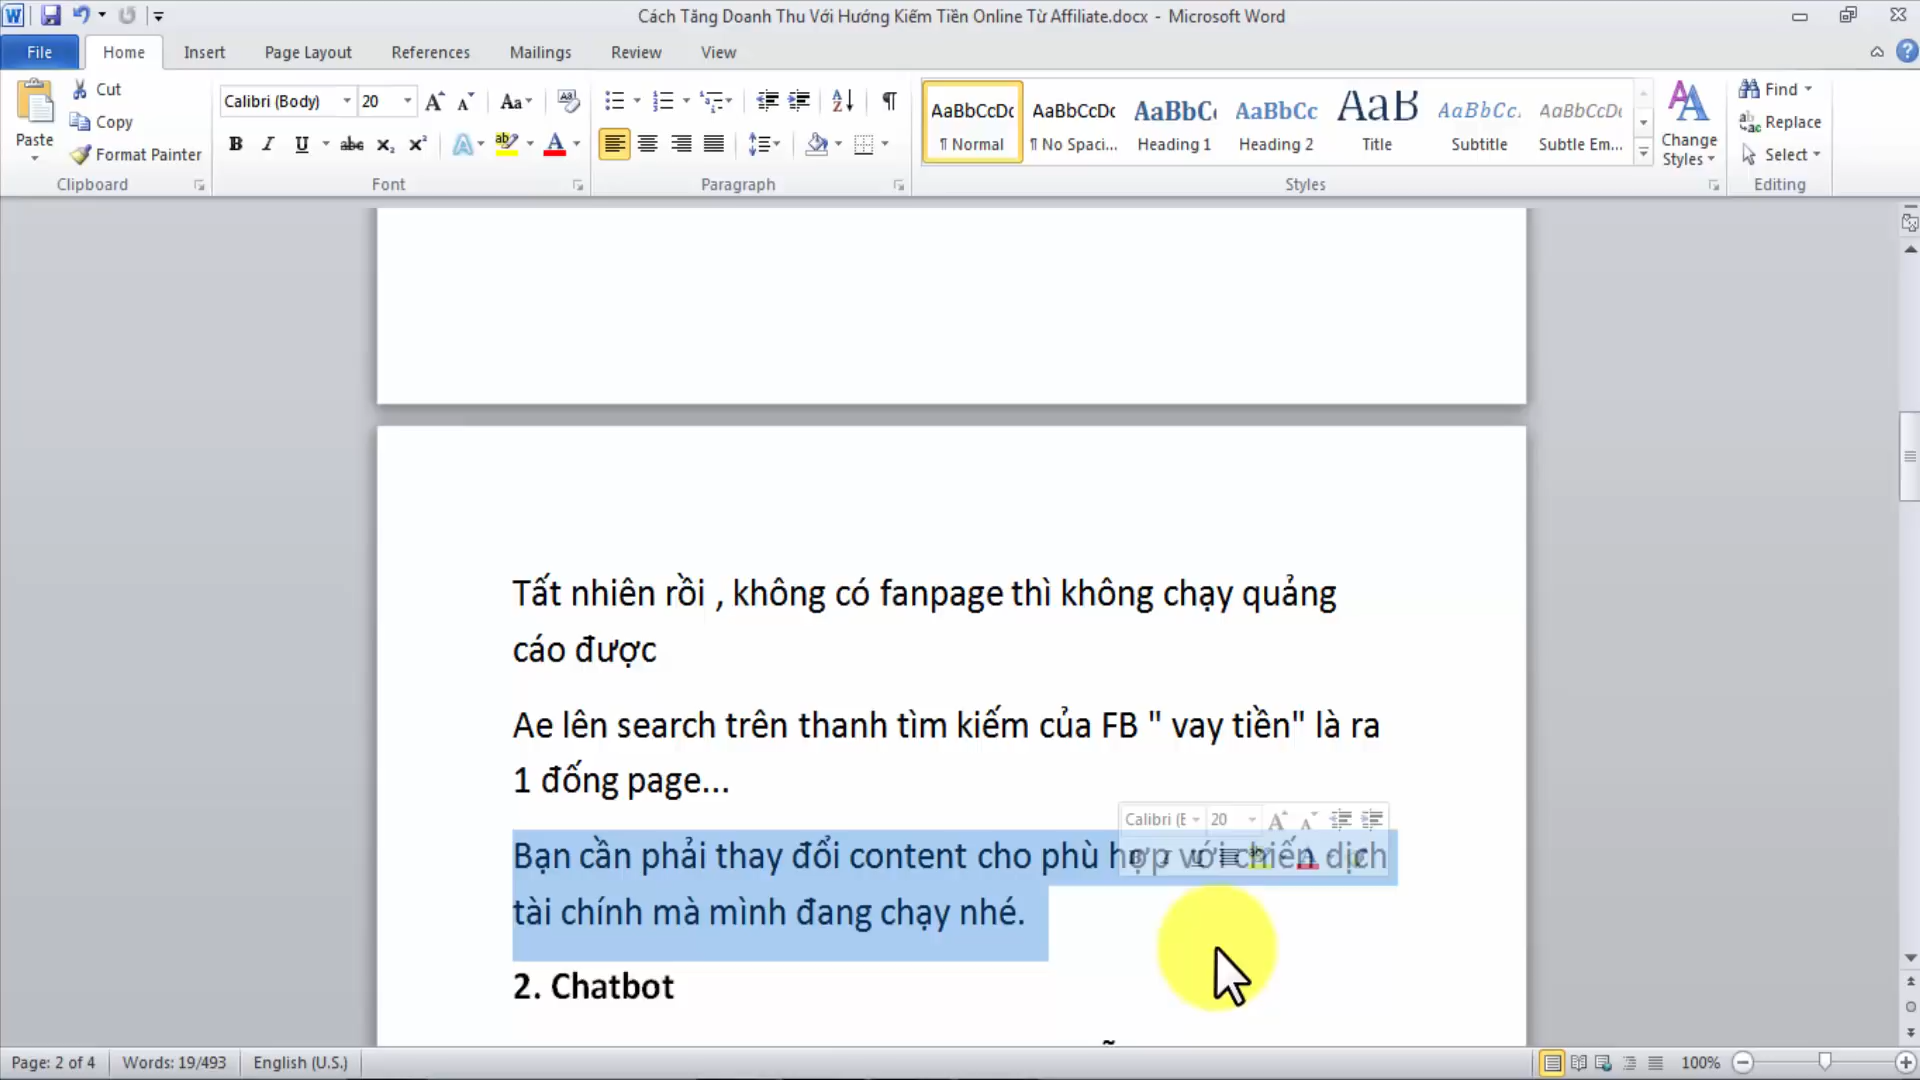 Cách Tăng Doanh Thu Với Hướng Kiếm Tiền Online Từ Affiliate.docx - Microsoft Word
File Home Insert Page Layout References Mailings Review View
Paste
Cut
Copy
Format Painter
Clipboard
Calibri (Body) 20
Font
Paragraph
AaBbCcDc AaBbCcDc AaBbC AaBbCc AaB AaBbCc. AaBbCcDc
¶ Normal ¶ No Spaci... Heading 1 Heading 2 Title Subtitle Subtle Em...
Styles
Change
Styles
Find
Replace
Select
Editing
Tất nhiên rồi , không có fanpage thì không chạy quảng
cáo được
Ae lên search trên thanh tìm kiếm của FB " vay tiền" là ra
1 đống page...
Calibri (E 20
Bạn cần phải thay đổi content cho phù hợp với chiến dịch
tài chính mà mình đang chạy nhé.
2. Chatbot
Page: 2 of 4 Words: 19/493 English (U.S.) 100%